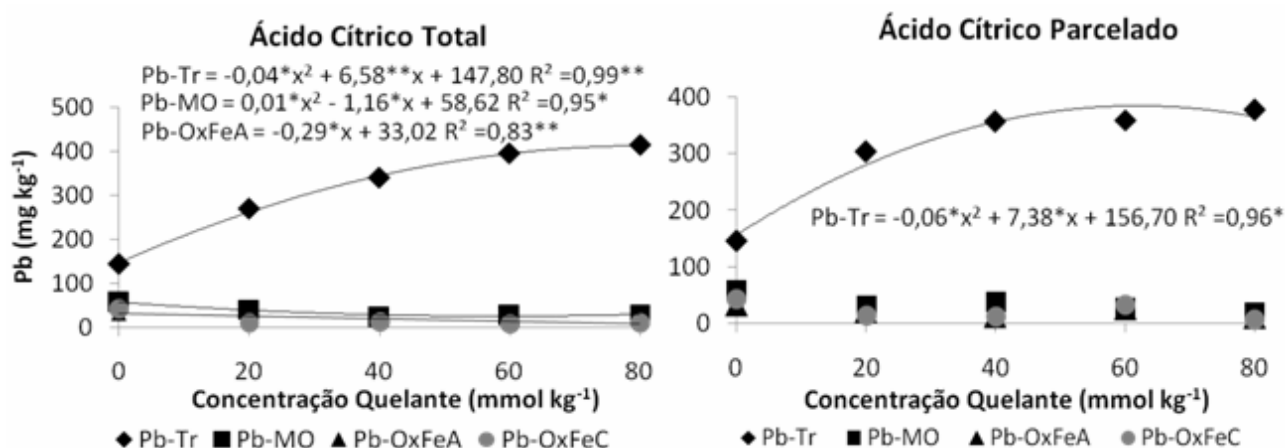 Ácido Cítrico Total
Pb-Tr = -0,04*x² + 6,58**x + 147,80 R² =0,99**
Pb-MO = 0,01*x² - 1,16*x + 58,62 R² =0,95*
Pb-OxFeA = -0,29*x + 33,02 R² =0,83**
Pb (mg kg⁻¹)
500
400
300
200
100
0
0 20 40 60 80
Concentração Quelante (mmol kg⁻¹)
Pb-Tr Pb-MO Pb-OxFeA Pb-OxFeC
Ácido Cítrico Parcelado
400
300
200
100
0
Pb-Tr = -0,06*x² + 7,38*x + 156,70 R² =0,96*
0 20 40 60 80
Concentração Quelante (mmol kg⁻¹)
Pb-Tr Pb-MO Pb-OxFeA Pb-OxFeC